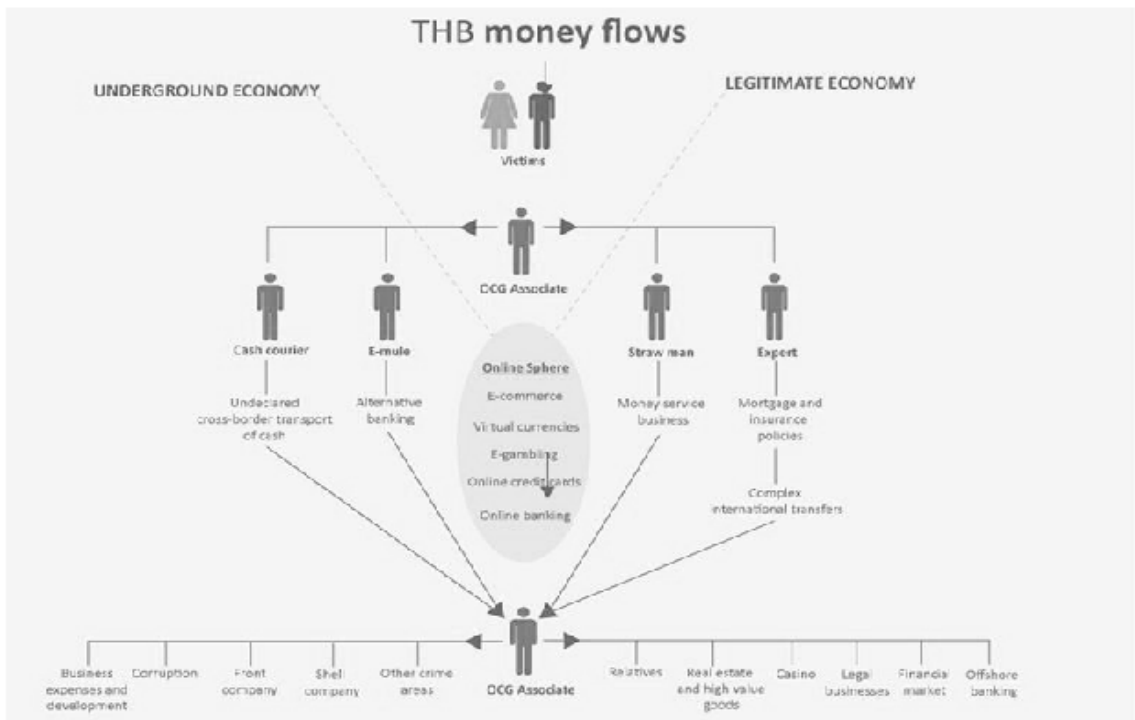 THB money flows
UNDERGROUND ECONOMY
LEGITIMATE ECONOMY
Victims
OCG Associate
Cash courier
E-mule
Straw man
Expert
Undeclared
cross-border transport
of cash
Alternative
banking
Online Sphere
E-commerce
Virtual currencies
E-gambling
Online credit cards
Online banking
Money service
business
Mortgage and
insurance
policies
Complex
international transfers
OCG Associate
Business
expenses and
development
Corruption
Front
company
Shell
company
Other crime
areas
Relatives
Real estate
and high value
goods
Casino
Legal
businesses
Financial
market
Offshore
banking